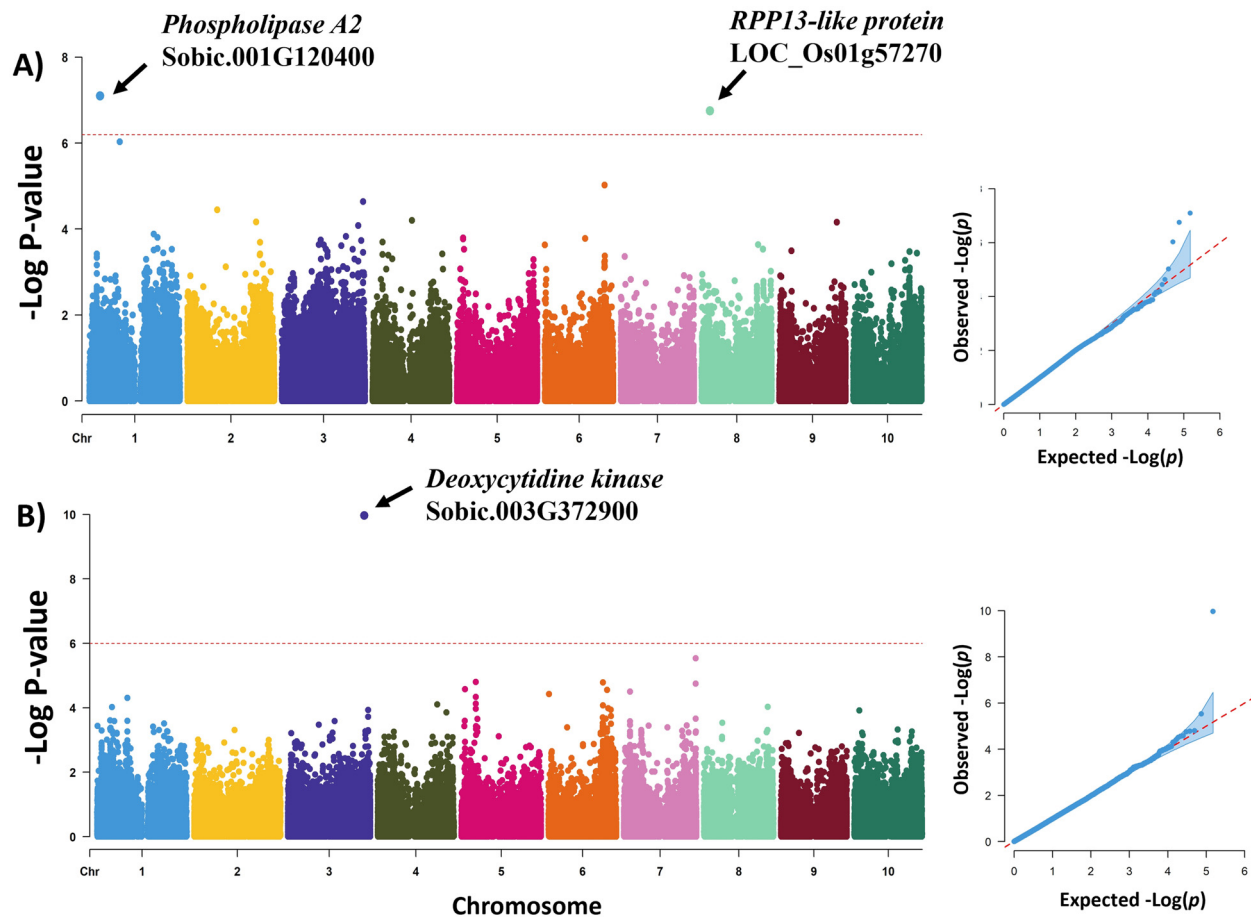 Phospholipase A2
Sobic.001G120400
RPP13-like protein
LOC_Os01g57270
A)
-Log P-value
8
6
4
2
0
Chr 1 2 3 4 5 6 7 8 9 10
Observed -Log(p)
2
0 1 2 3 4 5 6
Expected -Log(p)
Deoxycytidine kinase
Sobic.003G372900
B)
-Log P-value
10
8
6
4
2
0
Chr 1 2 3 4 5 6 7 8 9 10
Chromosome
Observed -Log(p)
10
8
6
4
2
0
0 1 2 3 4 5 6
Expected -Log(p)